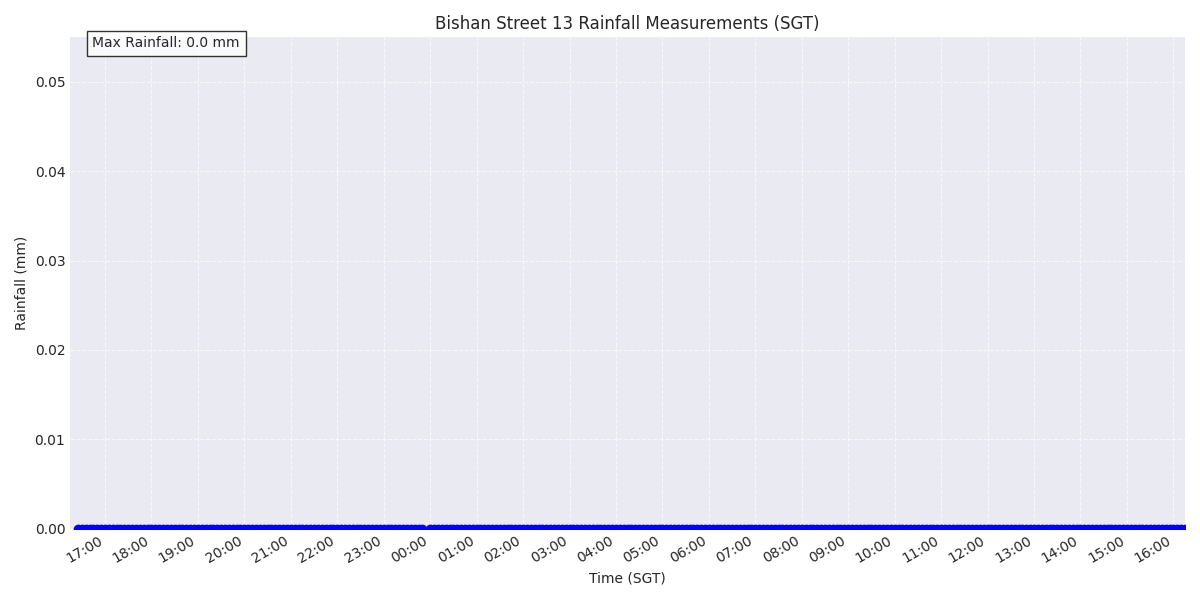 Bishan Street 13 Rainfall Measurements (SGT)
Max Rainfall: 0.0 mm
0.05
0.04
0.03
0.02
0.01
0.00
Rainfall (mm)
17:00 18:00 19:00 20:00 21:00 22:00 23:00 00:00 01:00 02:00 03:00 04:00 05:00 06:00 07:00 08:00 09:00 10:00 11:00 12:00 13:00 14:00 15:00 16:00
Time (SGT)